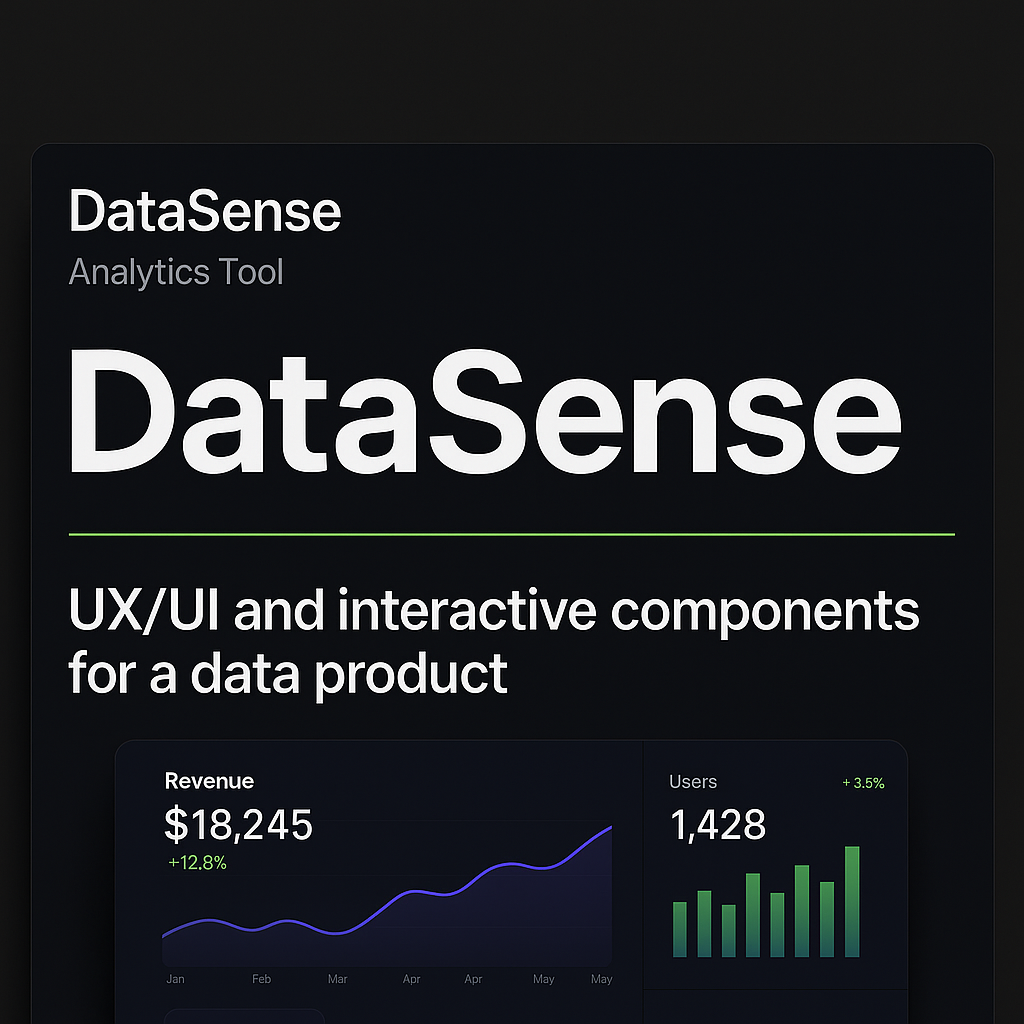 DataSense
Analytics Tool
DataSense
UX/UI and interactive components
for a data product
Revenue
$18,245
+12.8%
Jan Feb Mar Apr Apr May May
Users + 3.5%
1,428